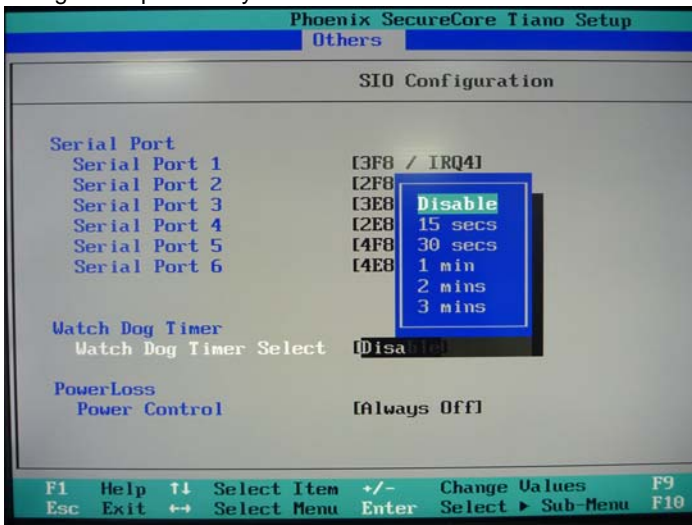 Phoenix SecureCore Tiano Setup
Others
SIO Configuration
Serial Port
Serial Port 1 [3F8 / IRQ4]
Serial Port 2 [2F8
Serial Port 3 [3E8
Serial Port 4 [2E8
Serial Port 5 [4F8
Serial Port 6 [4E8
Disable
15 secs
30 secs
1 min
2 mins
3 mins
Watch Dog Timer
Watch Dog Timer Select [Disable]
PowerLoss
Power Control [Always Off]
F1 Help ↑↓ Select Item +/- Change Values F9
Esc Exit ↔ Select Menu Enter Select ▶ Sub-Menu F10